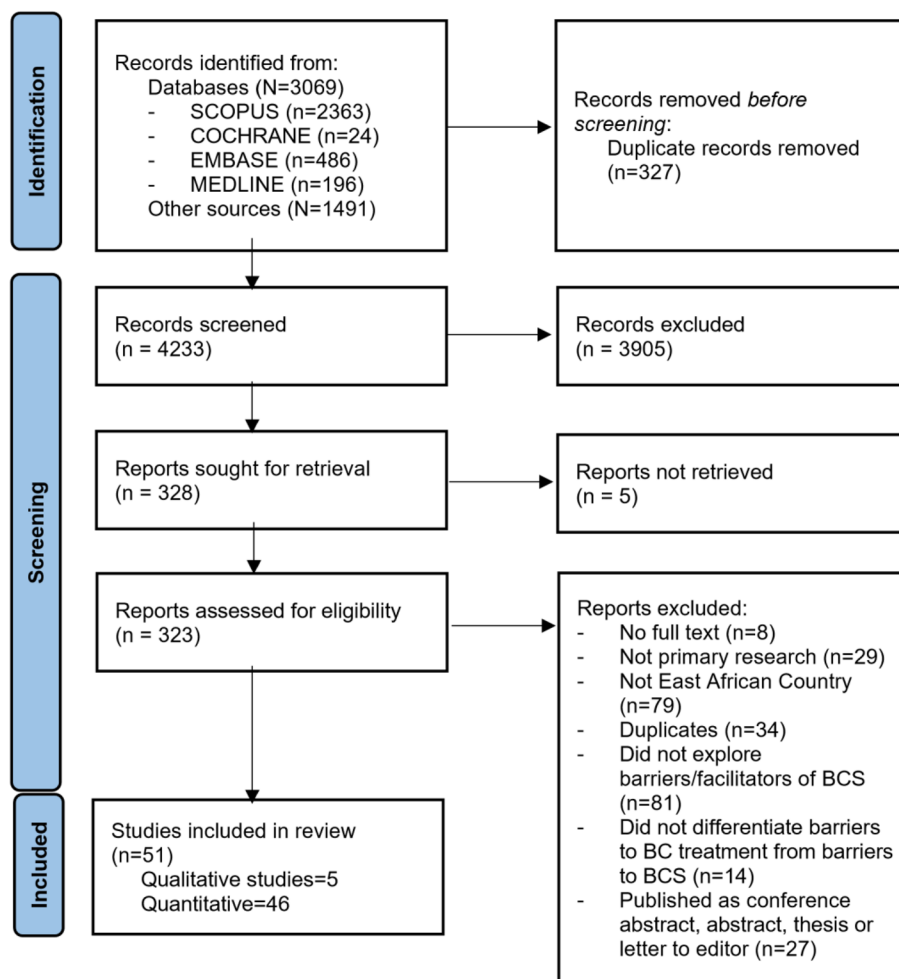 Identification
Records identified from:
Databases (N=3069)
- SCOPUS (n=2363)
- COCHRANE (n=24)
- EMBASE (n=486)
- MEDLINE (n=196)
Other sources (N=1491)
Records removed before
screening:
Duplicate records removed
(n=327)
Screening
Records screened
(n = 4233)
Records excluded
(n = 3905)
Reports sought for retrieval
(n = 328)
Reports not retrieved
(n = 5)
Reports assessed for eligibility
(n = 323)
Reports excluded:
- No full text (n=8)
- Not primary research (n=29)
- Not East African Country
(n=79)
- Duplicates (n=34)
- Did not explore
barriers/facilitators of BCS
(n=81)
- Did not differentiate barriers
to BC treatment from barriers
to BCS (n=14)
- Published as conference
abstract, abstract, thesis or
letter to editor (n=27)
Included
Studies included in review
(n=51)
Qualitative studies=5
Quantitative=46